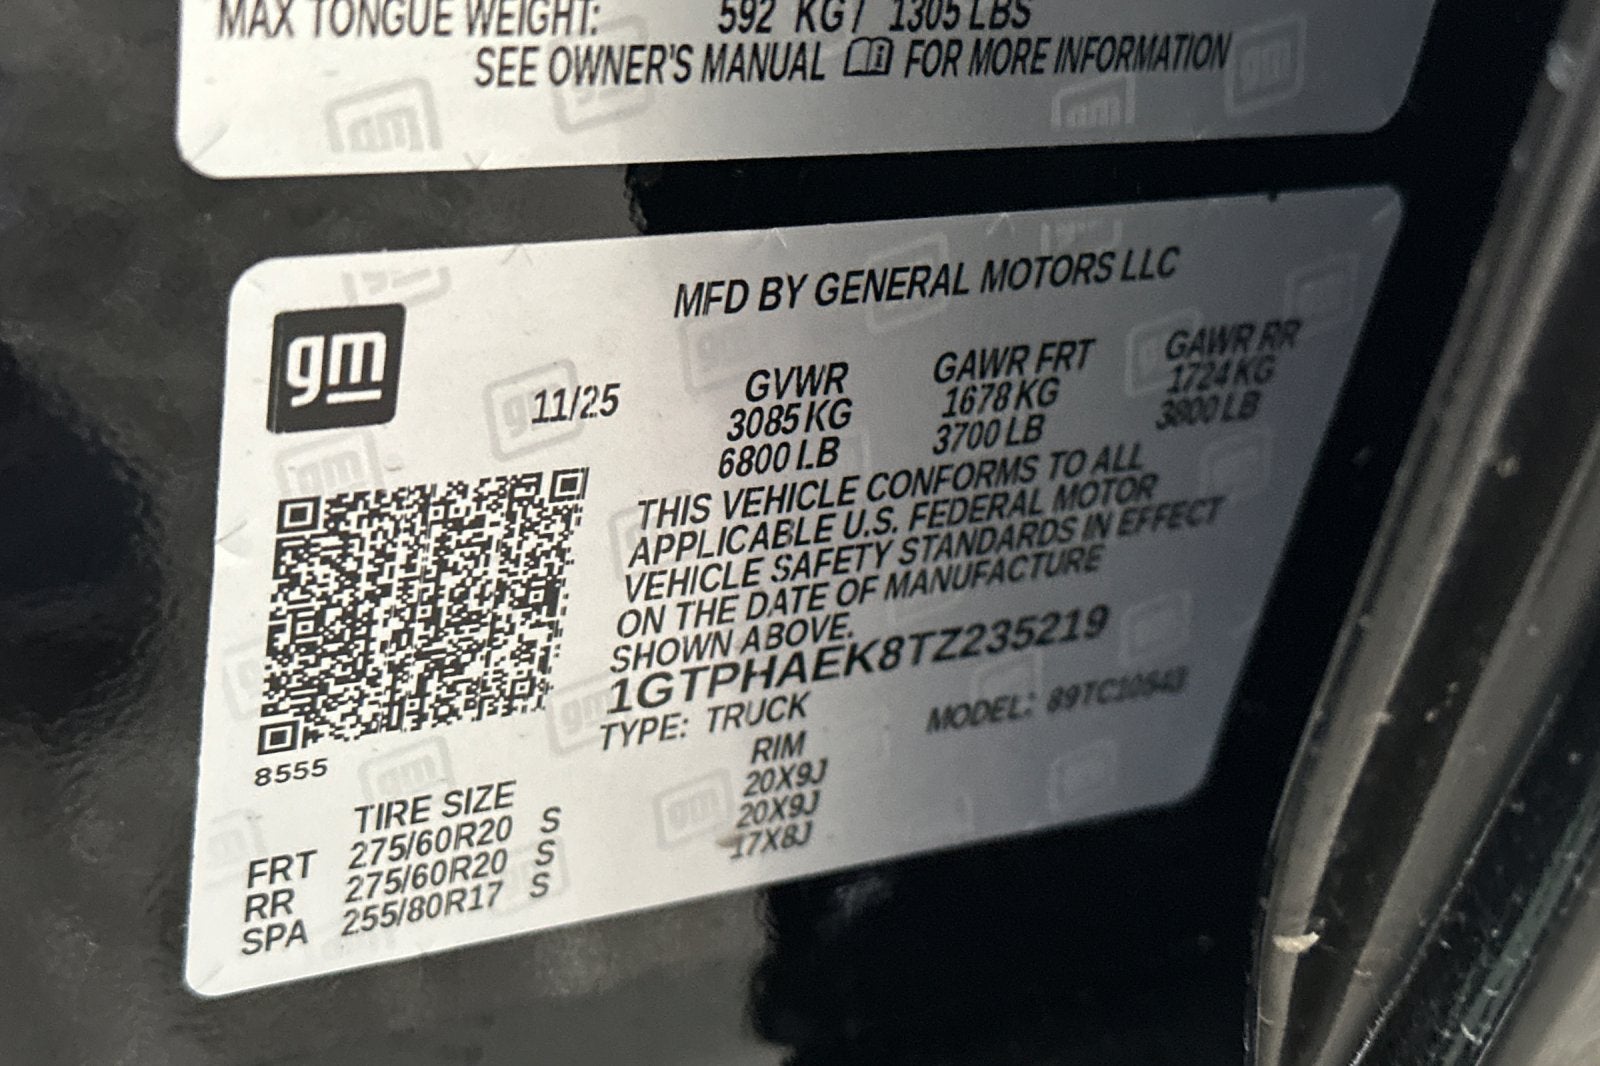 MAX TONGUE WEIGHT: 592 KG / 1305 LBS
SEE OWNER'S MANUAL FOR MORE INFORMATION
gm
MFD BY GENERAL MOTORS LLC
11/25
GVWR GAWR FRT GAWR RR
3085 KG 1678 KG 1724 KG
6800 LB 3700 LB 3800 LB
THIS VEHICLE CONFORMS TO ALL
APPLICABLE U.S. FEDERAL MOTOR
VEHICLE SAFETY STANDARDS IN EFFECT
ON THE DATE OF MANUFACTURE
SHOWN ABOVE.
1GTPHAEK8TZ235219
TYPE: TRUCK MODEL: 89TC10543
8555
TIRE SIZE RIM
FRT 275/60R20 S 20X9J
RR 275/60R20 S 20X9J
SPA 255/80R17 S 17X8J